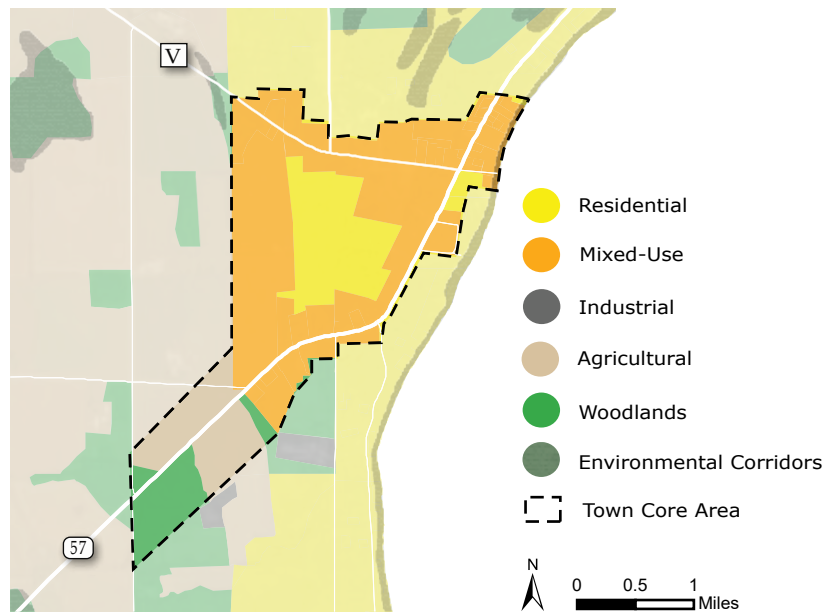 V
Residential
Mixed-Use
Industrial
Agricultural
Woodlands
Environmental Corridors
Town Core Area
57
N
0 0.5 1
Miles